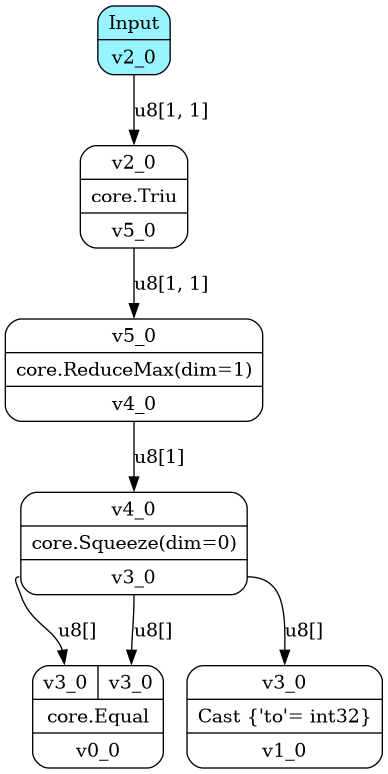 Input
v2_0
u8[1, 1]
v2_0
core.Triu
v5_0
u8[1, 1]
v5_0
core.ReduceMax(dim=1)
v4_0
u8[1]
v4_0
core.Squeeze(dim=0)
v3_0
u8[] u8[] u8[]
v3_0 v3_0 v3_0
core.Equal Cast {'to'= int32}
v0_0 v1_0